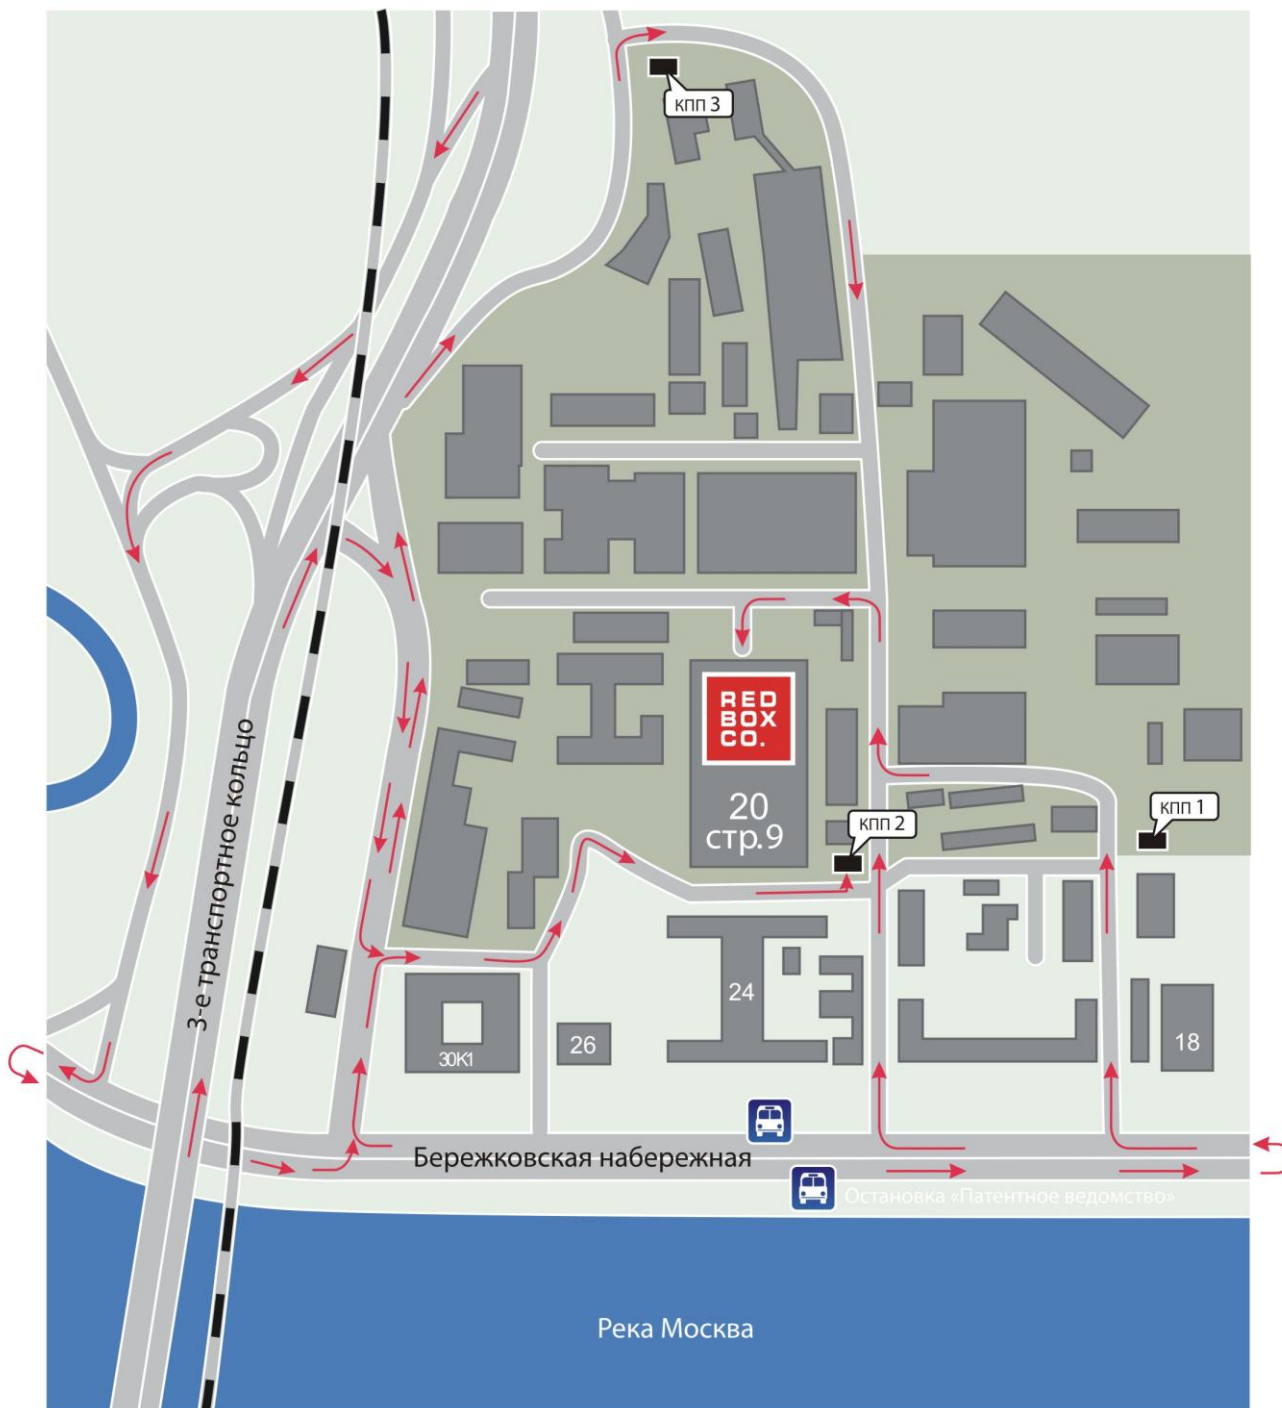 КПП 3
RED
BOX
CO.
20
стр.9
КПП 2
КПП 1
3-е транспортное кольцо
24
18
30К1
26
Бережковская набережная
Остановка «Патентное ведомство»
Река Москва